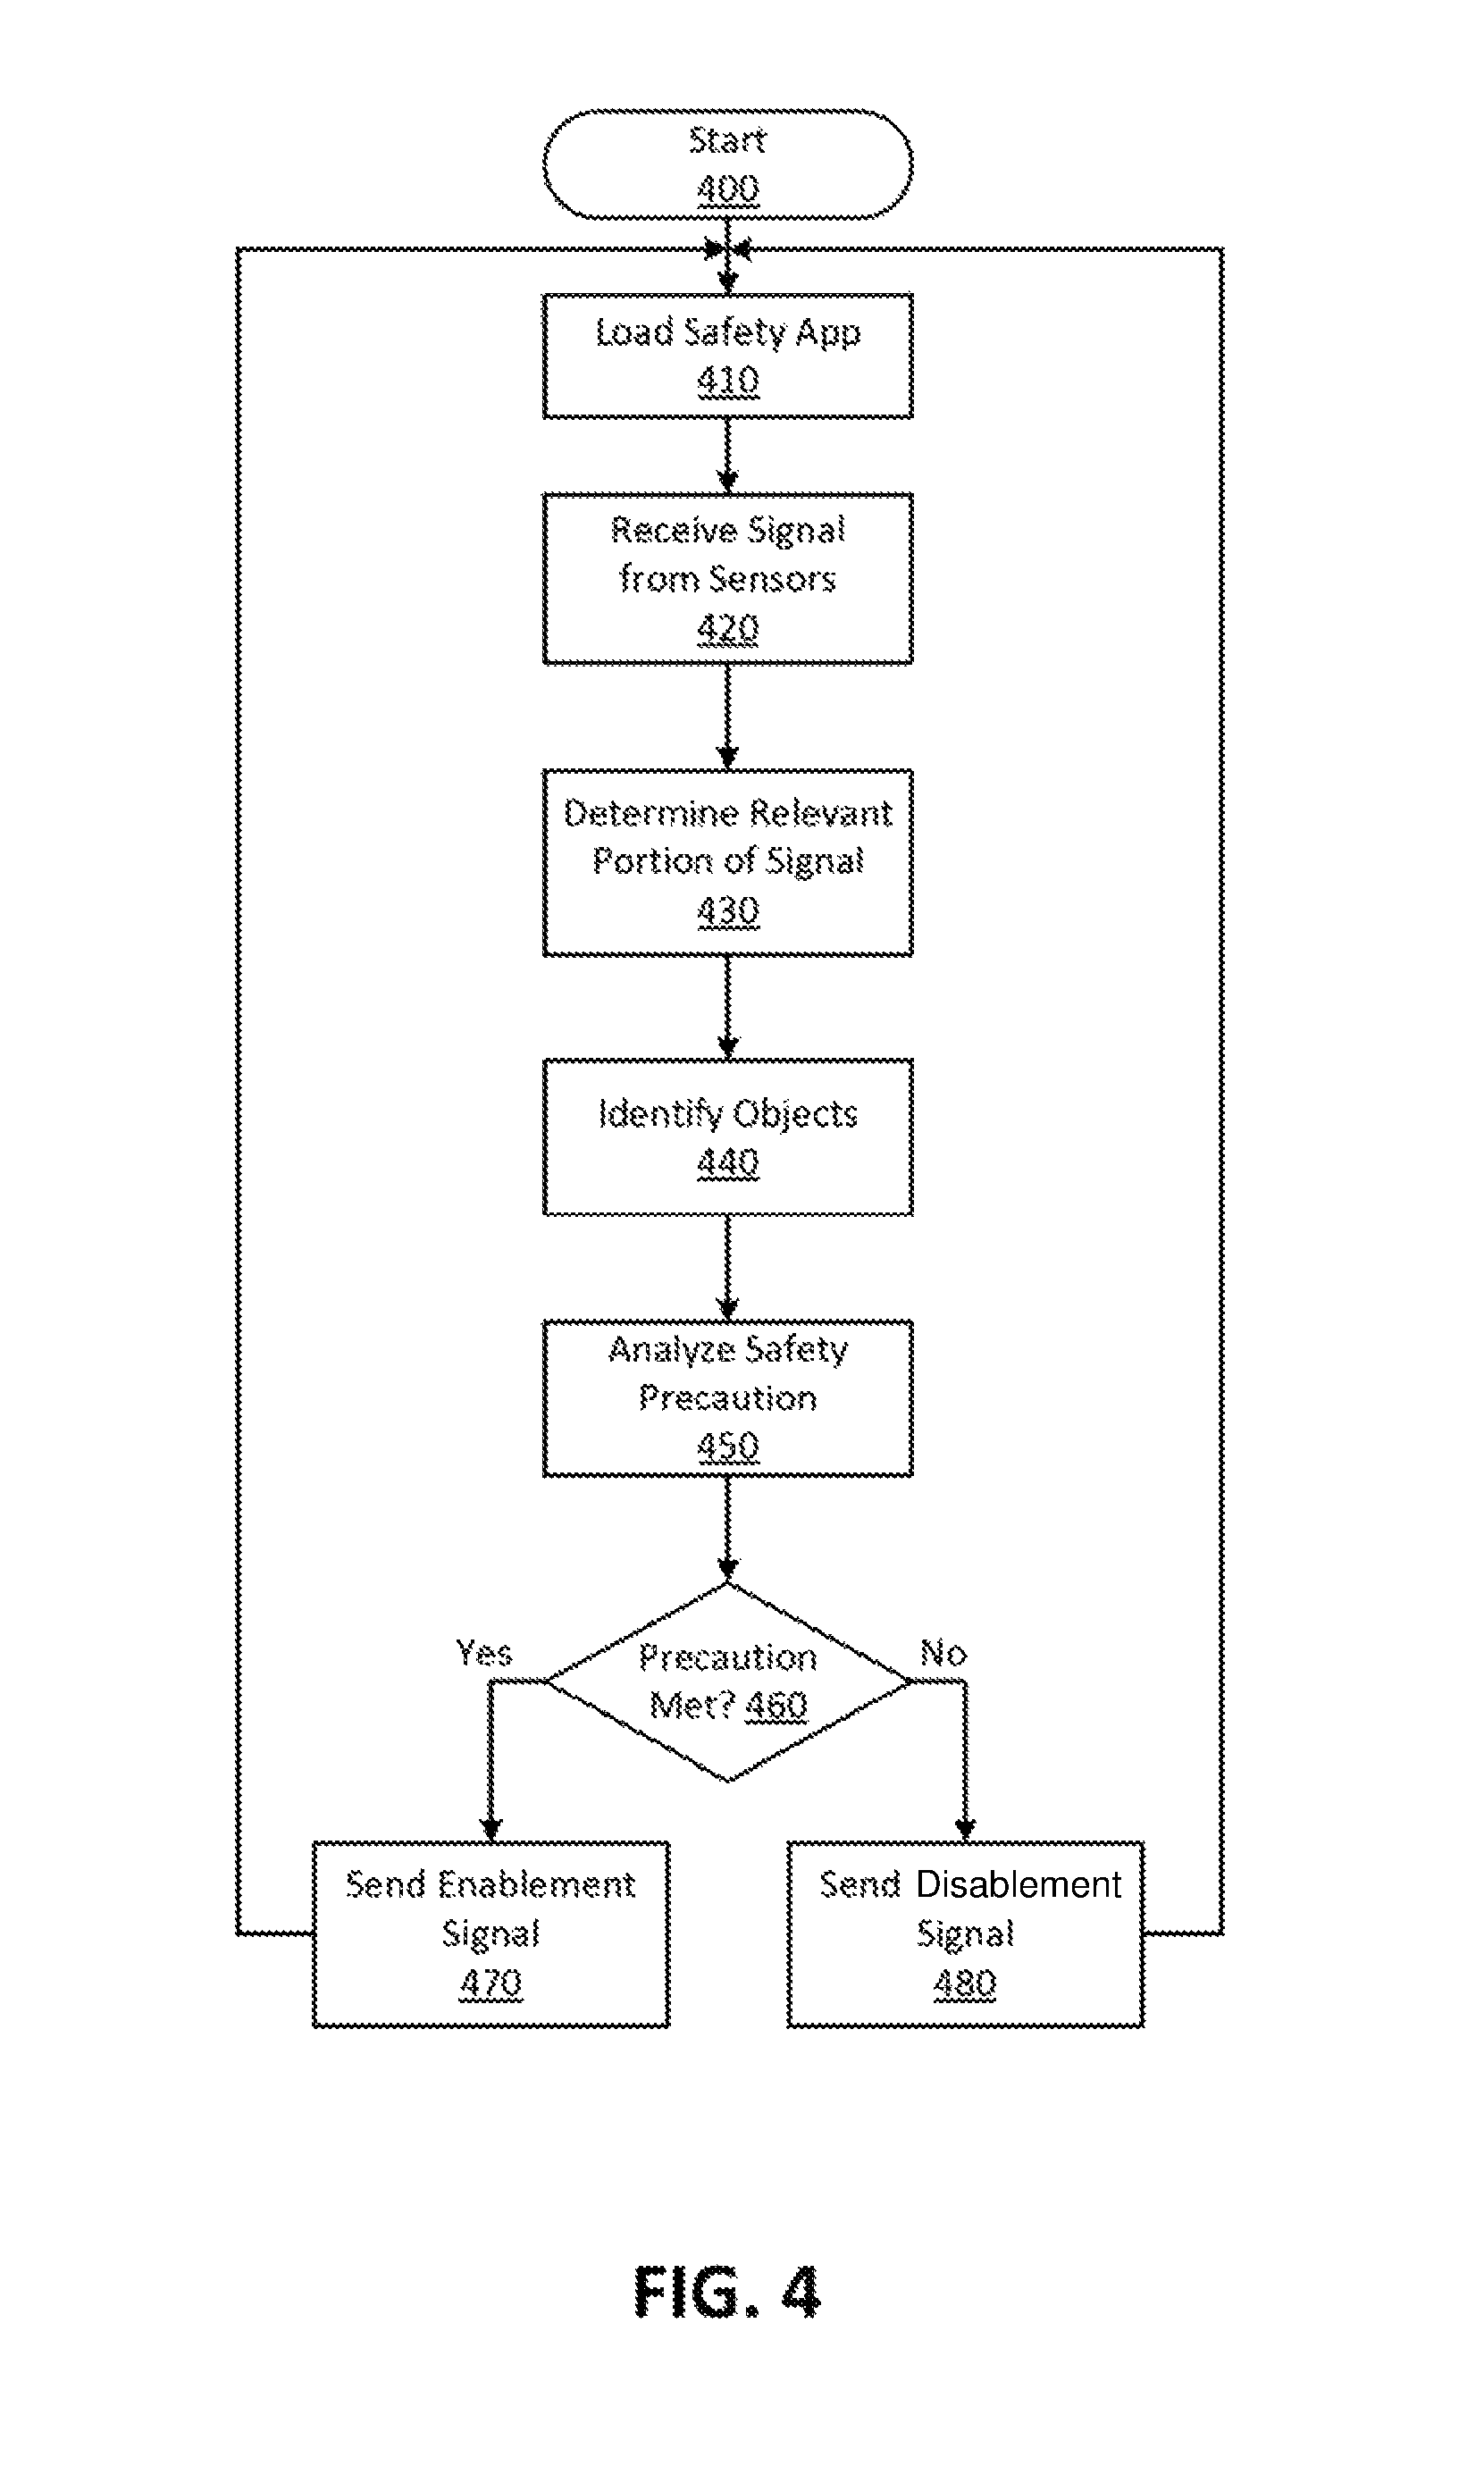 Start
400
Load Safety App
410
Receive Signal
from Sensors
420
Determine Relevant
Portion of Signal
430
Identify Objects
440
Analyze Safety
Precaution
450
Yes
Precaution
Met? 460
No
Send Enablement
Signal
470
Send Disablement
Signal
480
FIG. 4